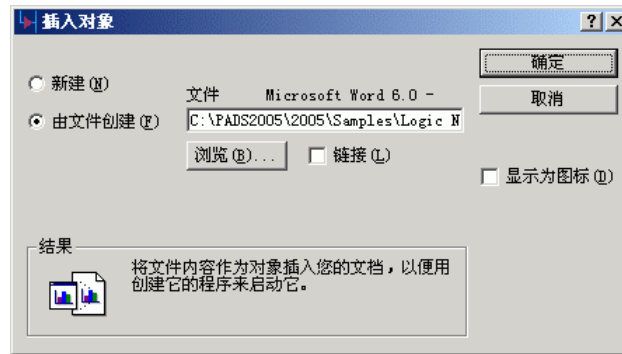 插入对象
确定
新建(N)
文件 Microsoft Word 6.0 -
取消
由文件创建(F)
C:\PADS2005\2005\Samples\Logic N
浏览(B)... 链接(L)
显示为图标(D)
结果
将文件内容作为对象插入您的文档，以便用
创建它的程序来启动它。